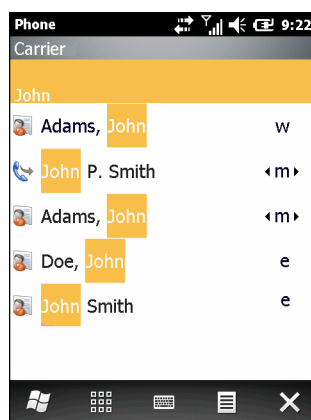 Phone 9:22
Carrier
John
Adams, John w
John P. Smith m
Adams, John m
Doe, John e
John Smith e